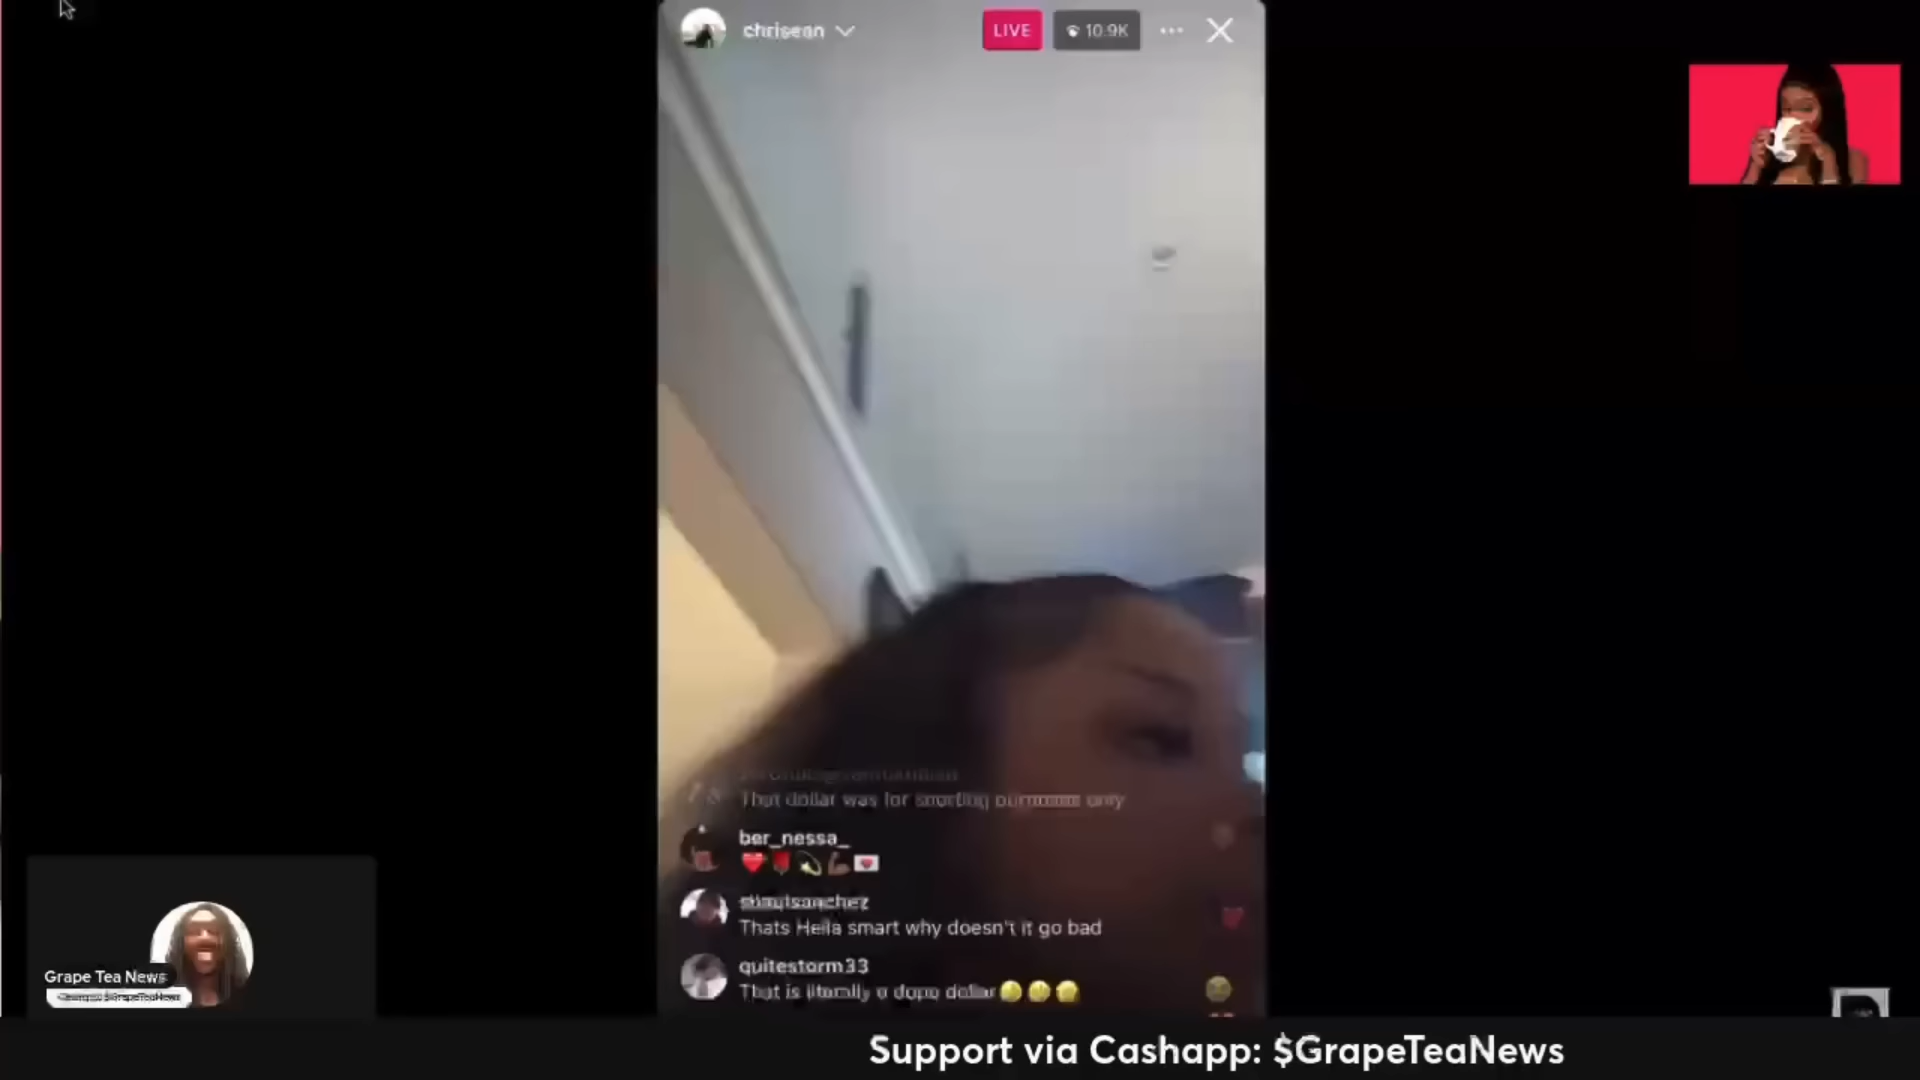 chrisean
LIVE
10.9K
That dollar was for snorting purposes only
ber_nessa_
Thats Hella smart why doesn't it go bad
quitestorm33
That is literally a dope dollar
Grape Tea News
Support via Cashapp: $GrapeTeaNews